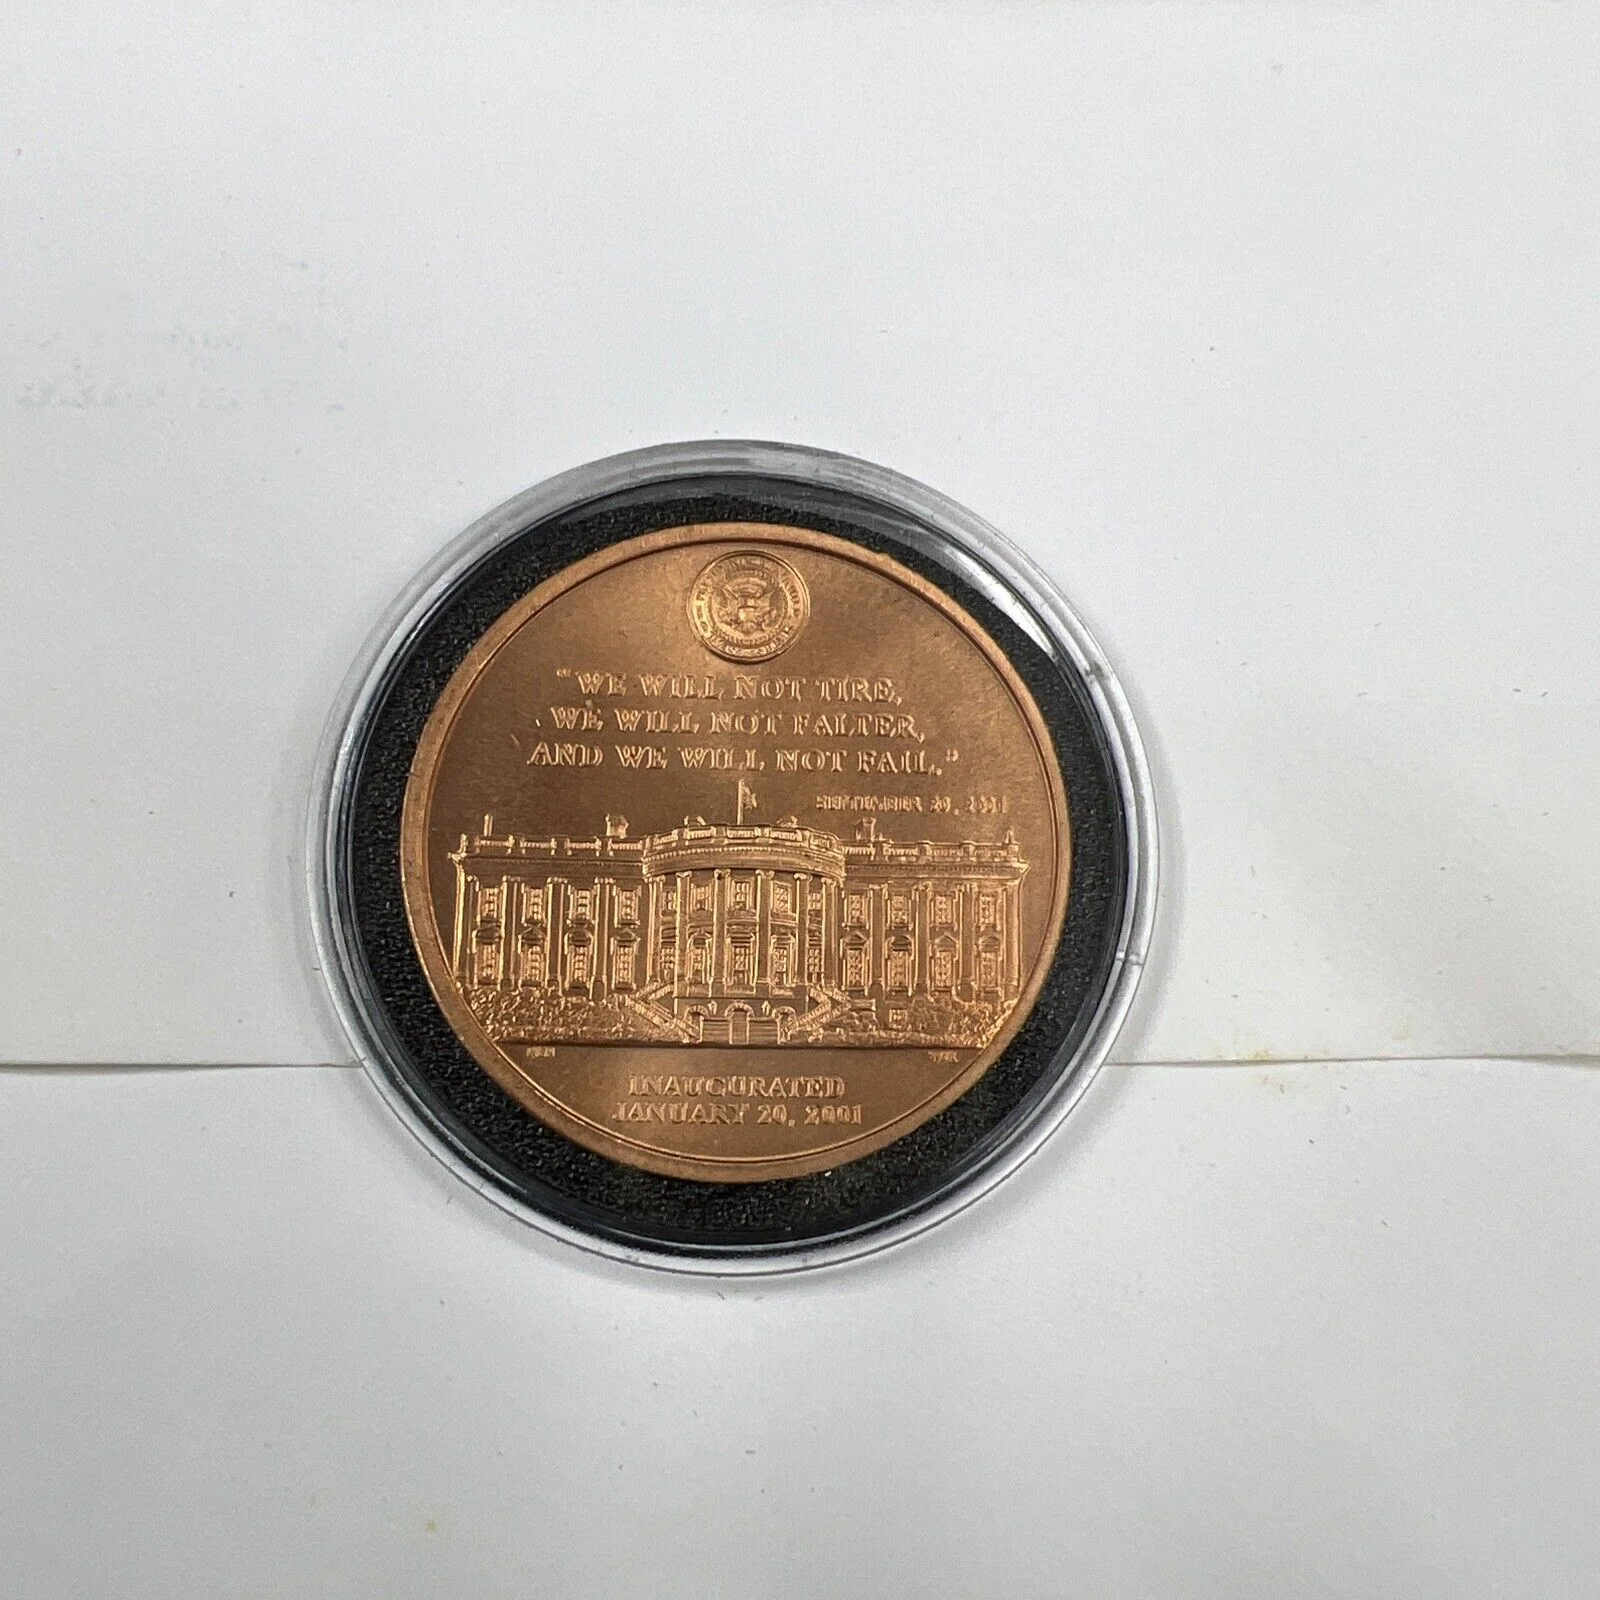 "WE WILL NOT TIRE,
WE WILL NOT FALTER,
AND WE WILL NOT FAIL."
SEPTEMBER 20, 2001
INAUGURATED
JANUARY 20, 2001